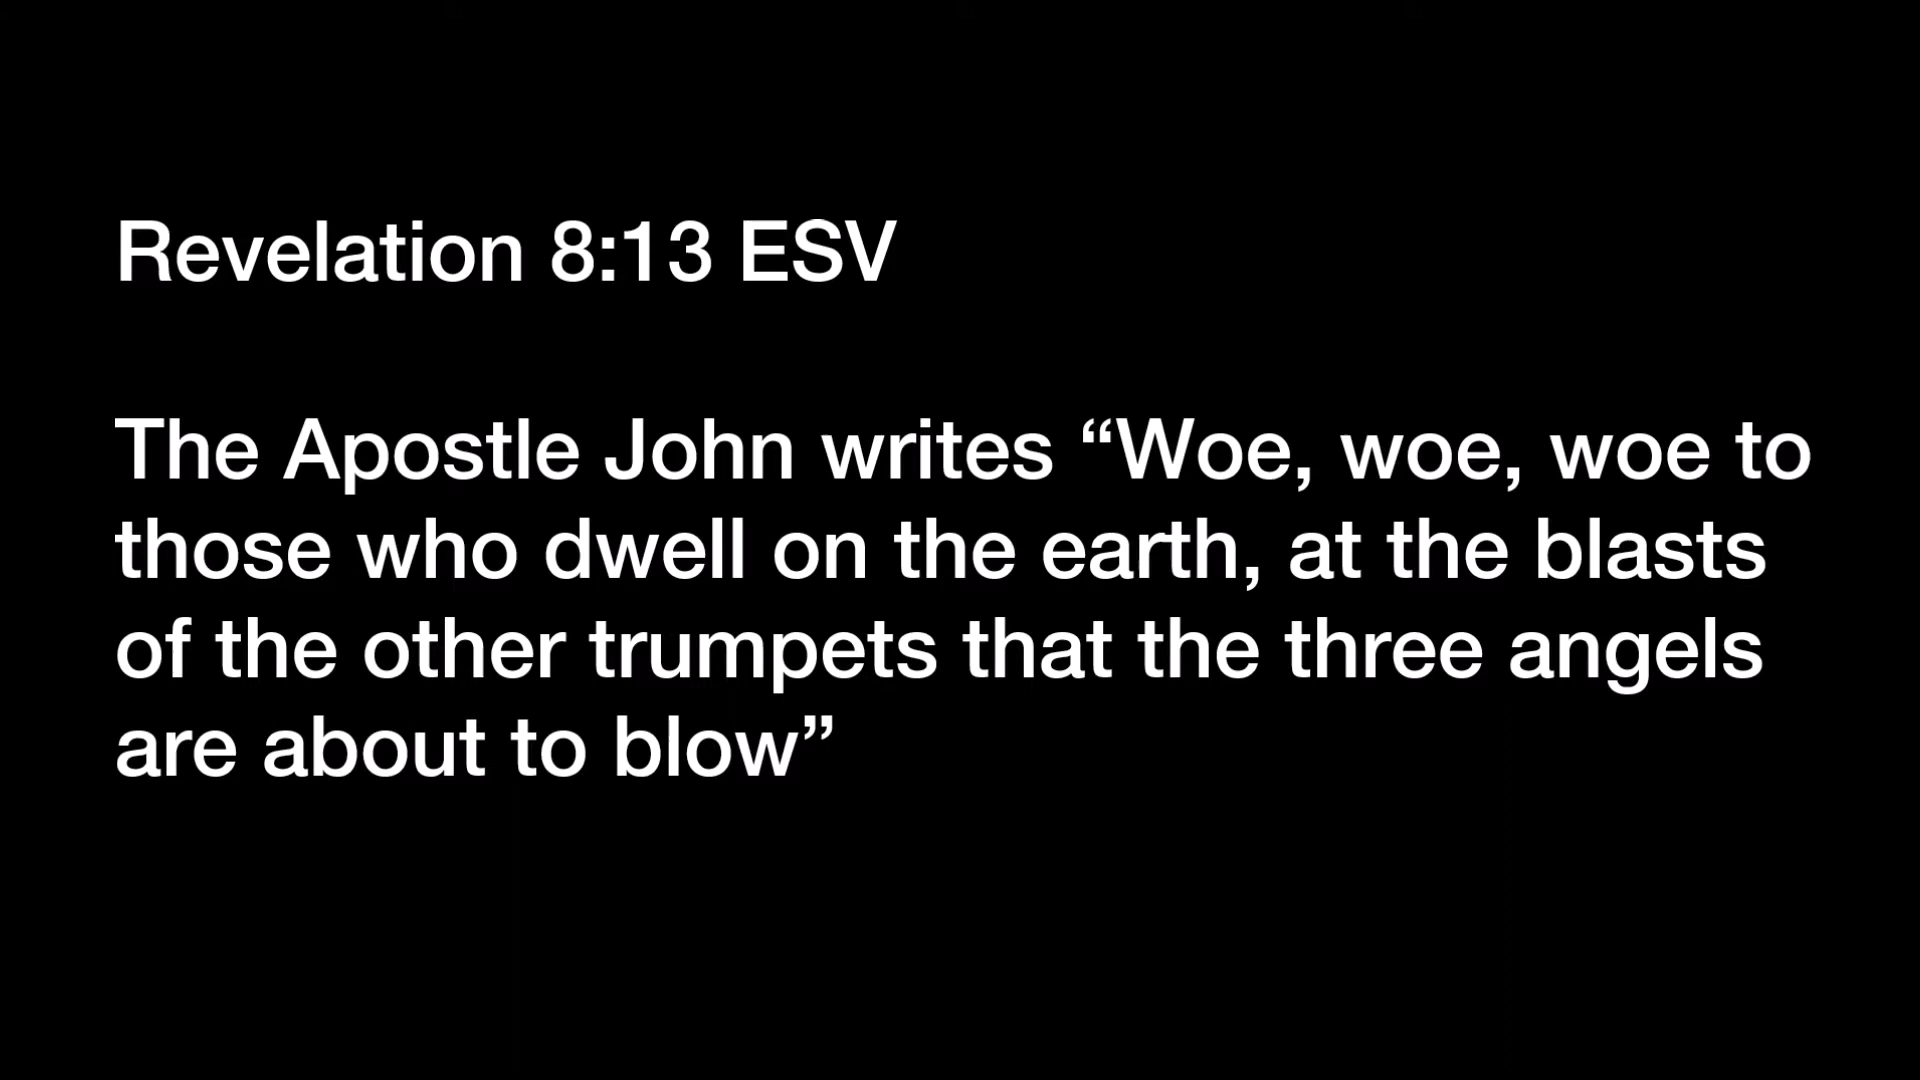 Revelation 8:13 ESV
The Apostle John writes “Woe, woe, woe to
those who dwell on the earth, at the blasts
of the other trumpets that the three angels
are about to blow”